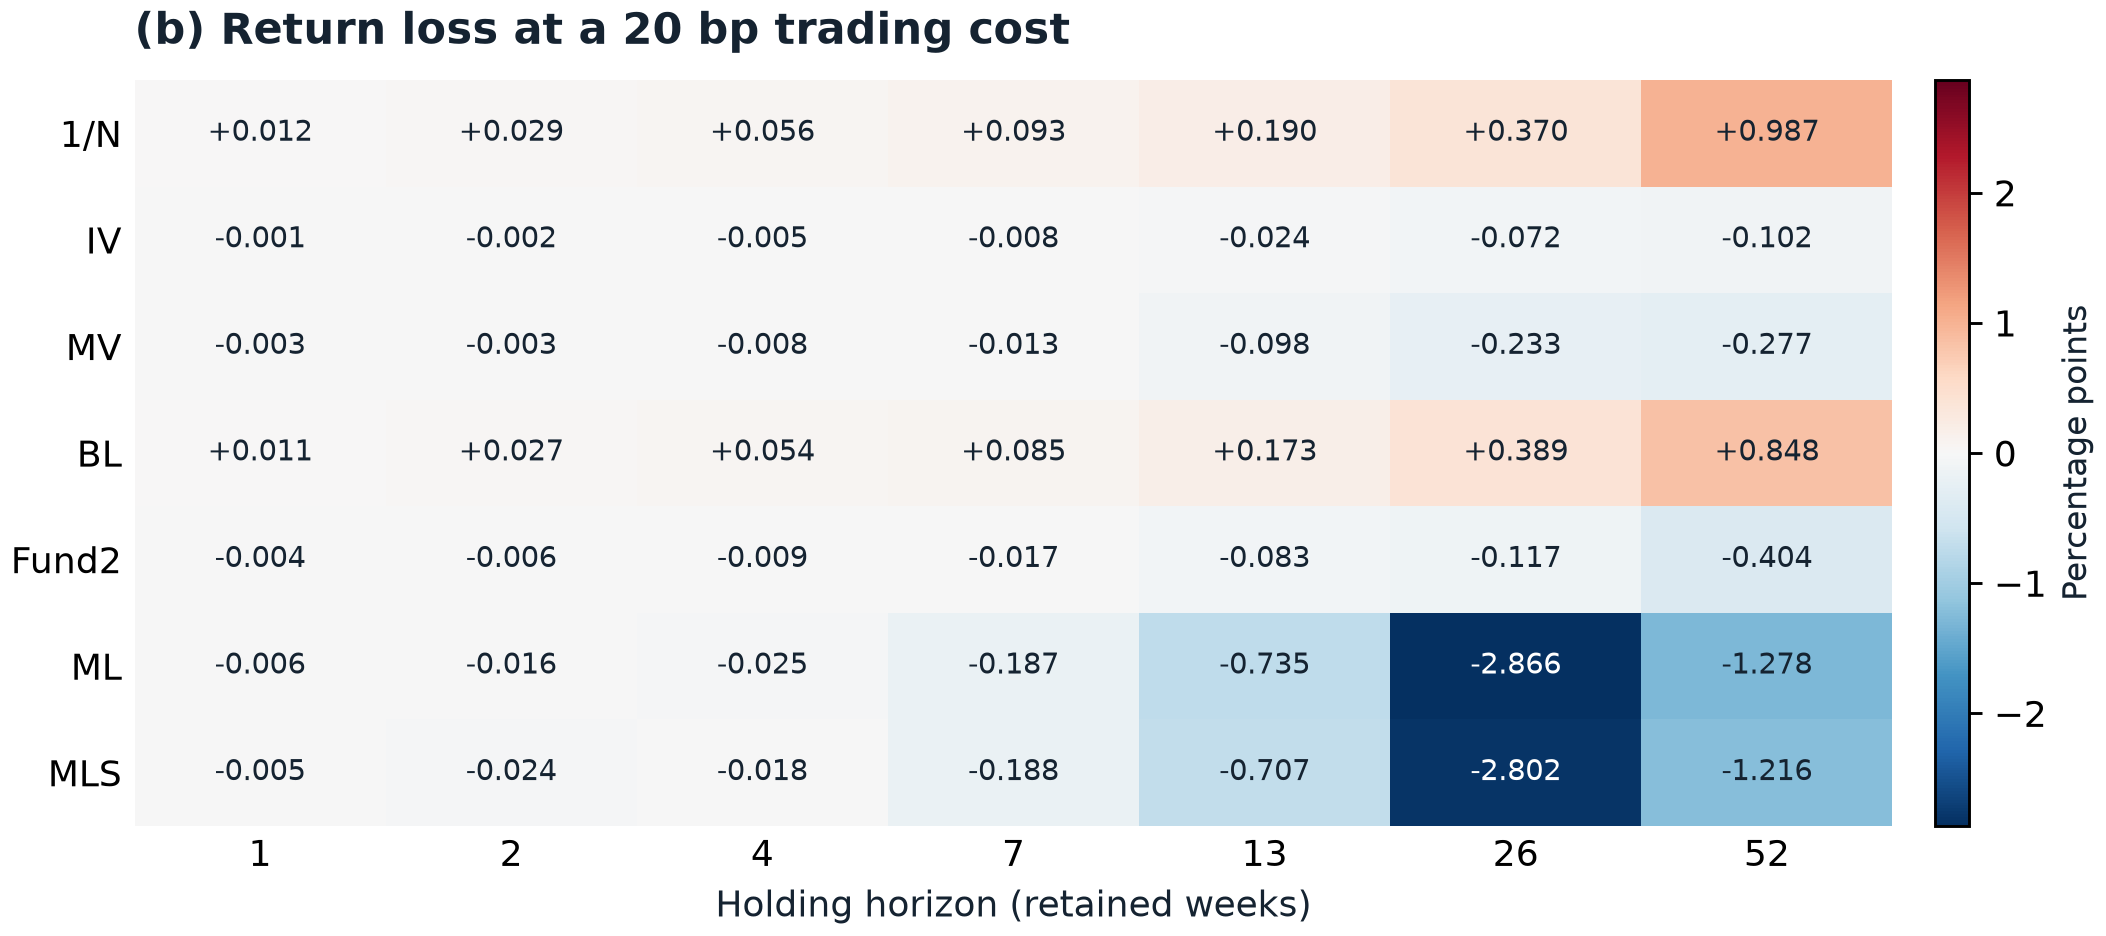 (b) Return loss at a 20 bp trading cost
1/N +0.012 +0.029 +0.056 +0.093 +0.190 +0.370 +0.987
IV -0.001 -0.002 -0.005 -0.008 -0.024 -0.072 -0.102
MV -0.003 -0.003 -0.008 -0.013 -0.098 -0.233 -0.277
BL +0.011 +0.027 +0.054 +0.085 +0.173 +0.389 +0.848
Fund2 -0.004 -0.006 -0.009 -0.017 -0.083 -0.117 -0.404
ML -0.006 -0.016 -0.025 -0.187 -0.735 -2.866 -1.278
MLS -0.005 -0.024 -0.018 -0.188 -0.707 -2.802 -1.216
1 2 4 7 13 26 52
Holding horizon (retained weeks)
2
1
0
−1
−2
Percentage points